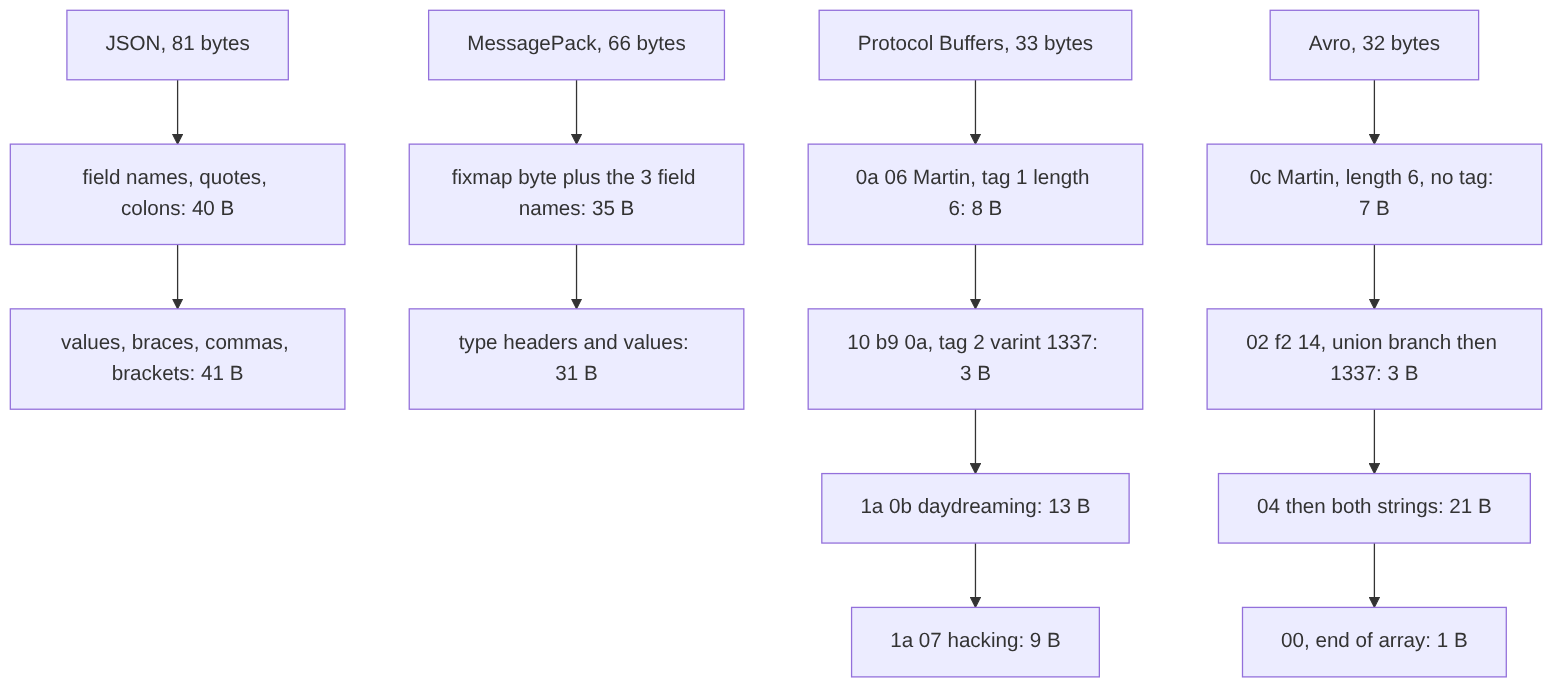 JSON, 81 bytes
field names, quotes,
colons: 40 B
values, braces, commas,
brackets: 41 B
MessagePack, 66 bytes
fixmap byte plus the 3 field
names: 35 B
type headers and values:
31 B
Protocol Buffers, 33 bytes
0a 06 Martin, tag 1 length
6: 8 B
10 b9 0a, tag 2 varint 1337:
3 B
1a 0b daydreaming: 13 B
1a 07 hacking: 9 B
Avro, 32 bytes
0c Martin, length 6, no tag:
7 B
02 f2 14, union branch then
1337: 3 B
04 then both strings: 21 B
00, end of array: 1 B